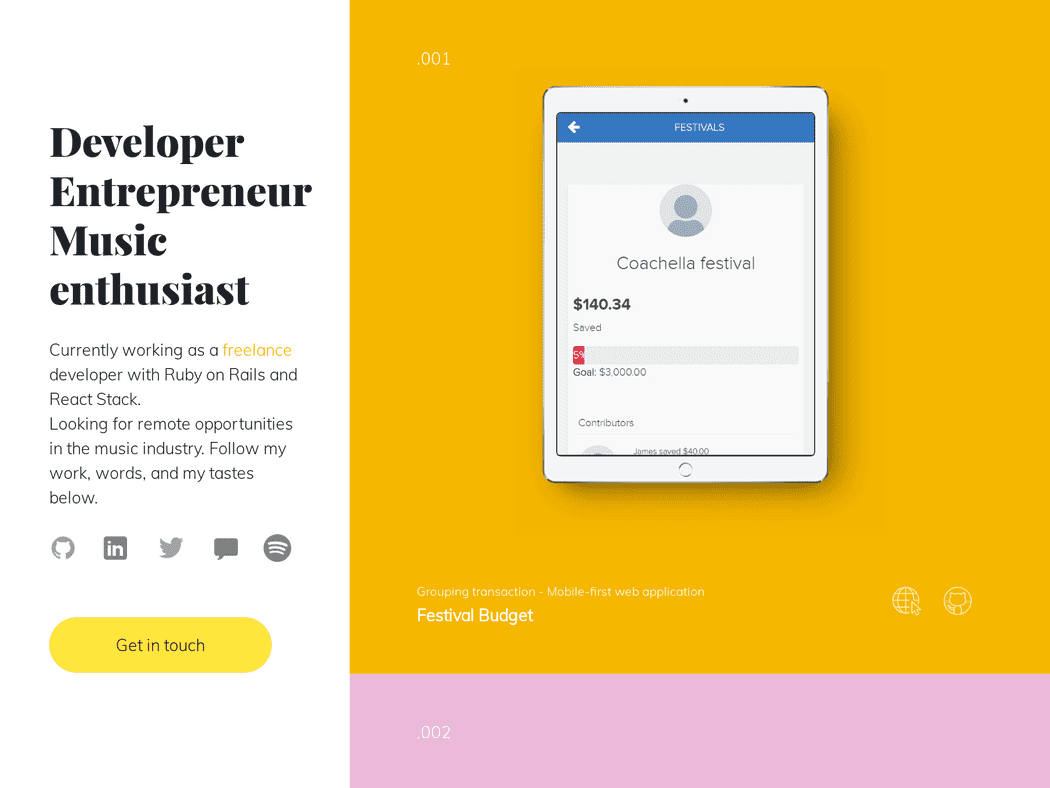 Developer
Entrepreneur
Music
enthusiast
Currently working as a freelance
developer with Ruby on Rails and
React Stack.
Looking for remote opportunities
in the music industry. Follow my
work, words, and my tastes
below.
in
Get in touch
.001
FESTIVALS
Coachella festival
$140.34
Saved
5%
Goal: $3,000.00
Contributors
James saved $40.00
Grouping transaction - Mobile-first web application
Festival Budget
.002